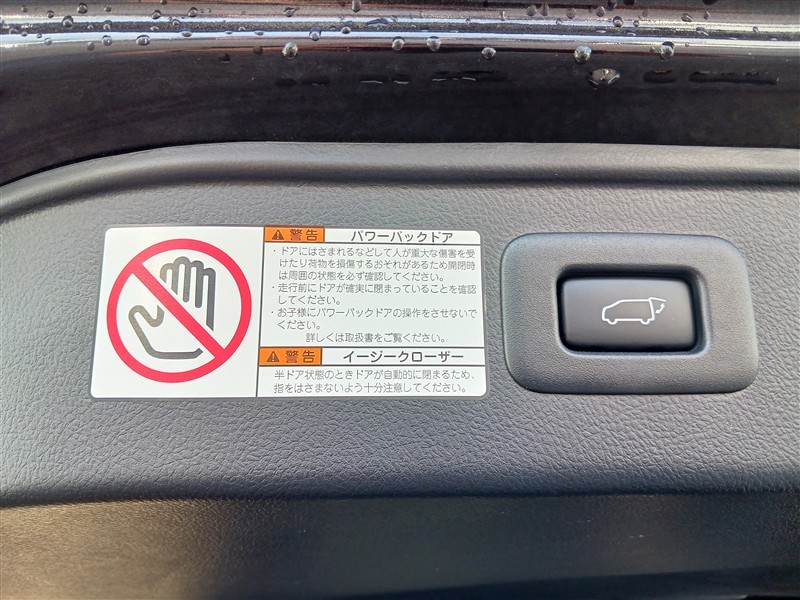 警告 パワーバックドア
・ドアにはさまれるなどして人が重大な傷害を受
けたり荷物を損傷するおそれがあるため開閉時
は周囲の状態を必ず確認してください。
・走行前にドアが確実に閉まっていることを確認
してください。
・お子様にパワーバックドアの操作をさせないで
ください。
詳しくは取扱書をご覧ください。
警告 イージークローザー
半ドア状態のときドアが自動的に閉まるため、
指をはさまないよう十分注意してください。